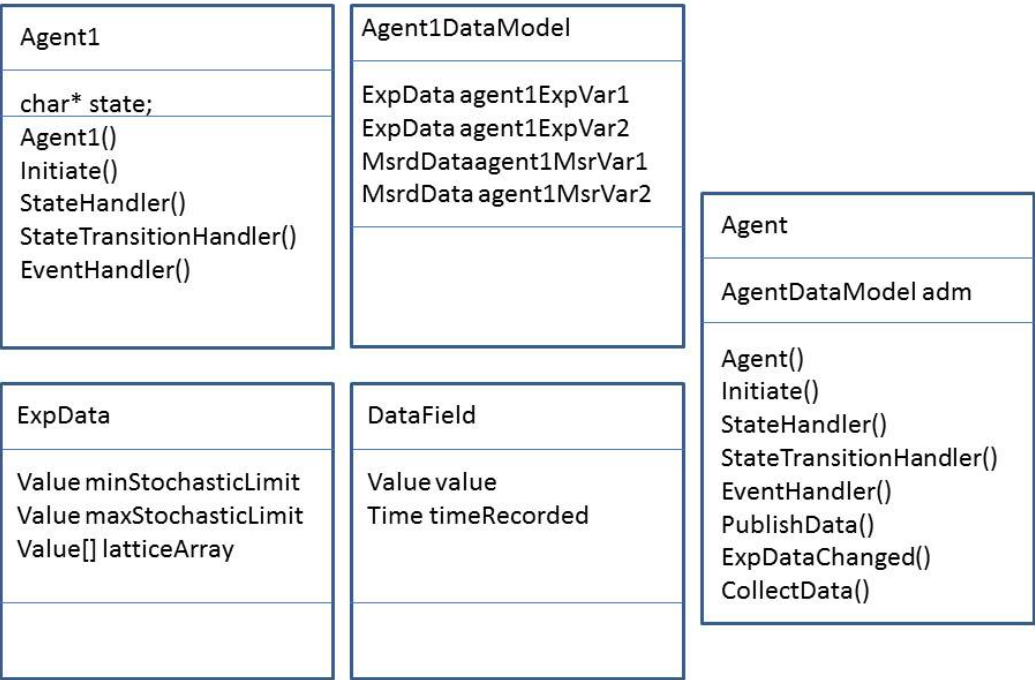 Agent1
char* state;
Agent1()
Initiate()
StateHandler()
StateTransitionHandler()
EventHandler()
Agent1DataModel
ExpData agent1ExpVar1
ExpData agent1ExpVar2
MsrdDataagent1MsrVar1
MsrdData agent1MsrVar2
Agent
AgentDataModel adm
Agent()
Initiate()
StateHandler()
StateTransitionHandler()
EventHandler()
PublishData()
ExpDataChanged()
CollectData()
ExpData
Value minStochasticLimit
Value maxStochasticLimit
Value[] latticeArray
DataField
Value value
Time timeRecorded